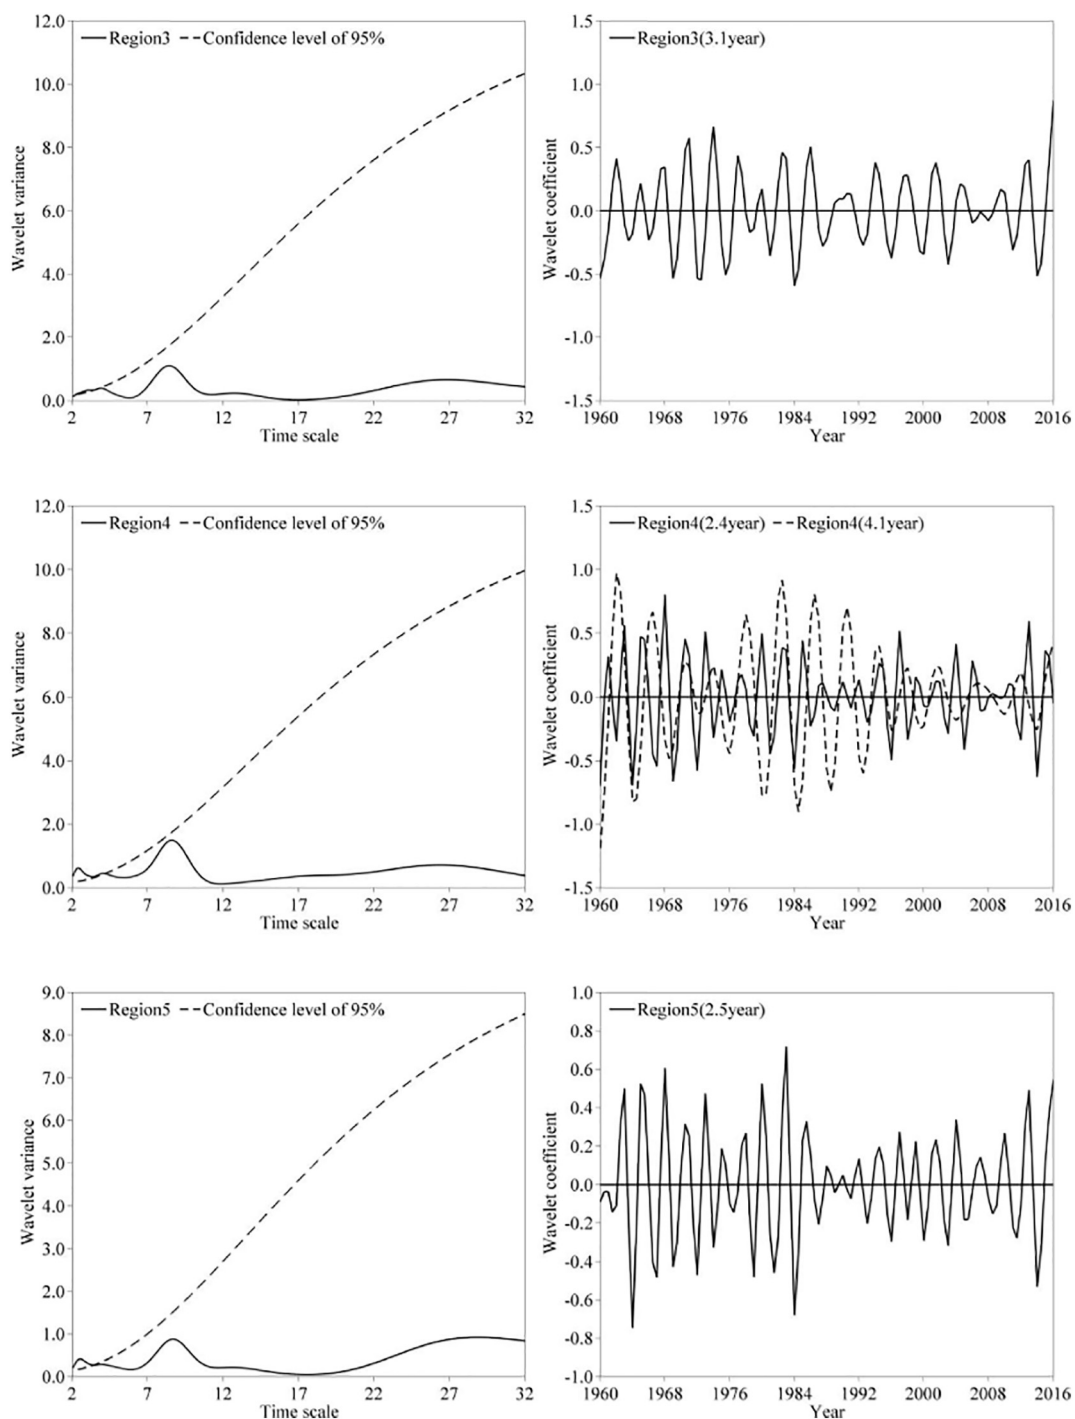 Region3 Confidence level of 95%
12.0
10.0
8.0
6.0
4.0
2.0
0.0
Wavelet variance
2 7 12 17 22 27 32
Time scale
Region3(3.1year)
1.5
1.0
0.5
0.0
-0.5
-1.0
-1.5
Wavelet coefficient
1960 1968 1976 1984 1992 2000 2008 2016
Year
Region4 Confidence level of 95%
12.0
10.0
8.0
6.0
4.0
2.0
0.0
Wavelet variance
2 7 12 17 22 27 32
Time scale
Region4(2.4year) Region4(4.1year)
1.5
1.0
0.5
0.0
-0.5
-1.0
-1.5
Wavelet coefficient
1960 1968 1976 1984 1992 2000 2008 2016
Year
Region5 Confidence level of 95%
9.0
8.0
7.0
6.0
5.0
4.0
3.0
2.0
1.0
0.0
Wavelet variance
2 7 12 17 22 27 32
Time scale
Region5(2.5year)
1.0
0.8
0.6
0.4
0.2
0.0
-0.2
-0.4
-0.6
-0.8
-1.0
Wavelet coefficient
1960 1968 1976 1984 1992 2000 2008 2016
Year